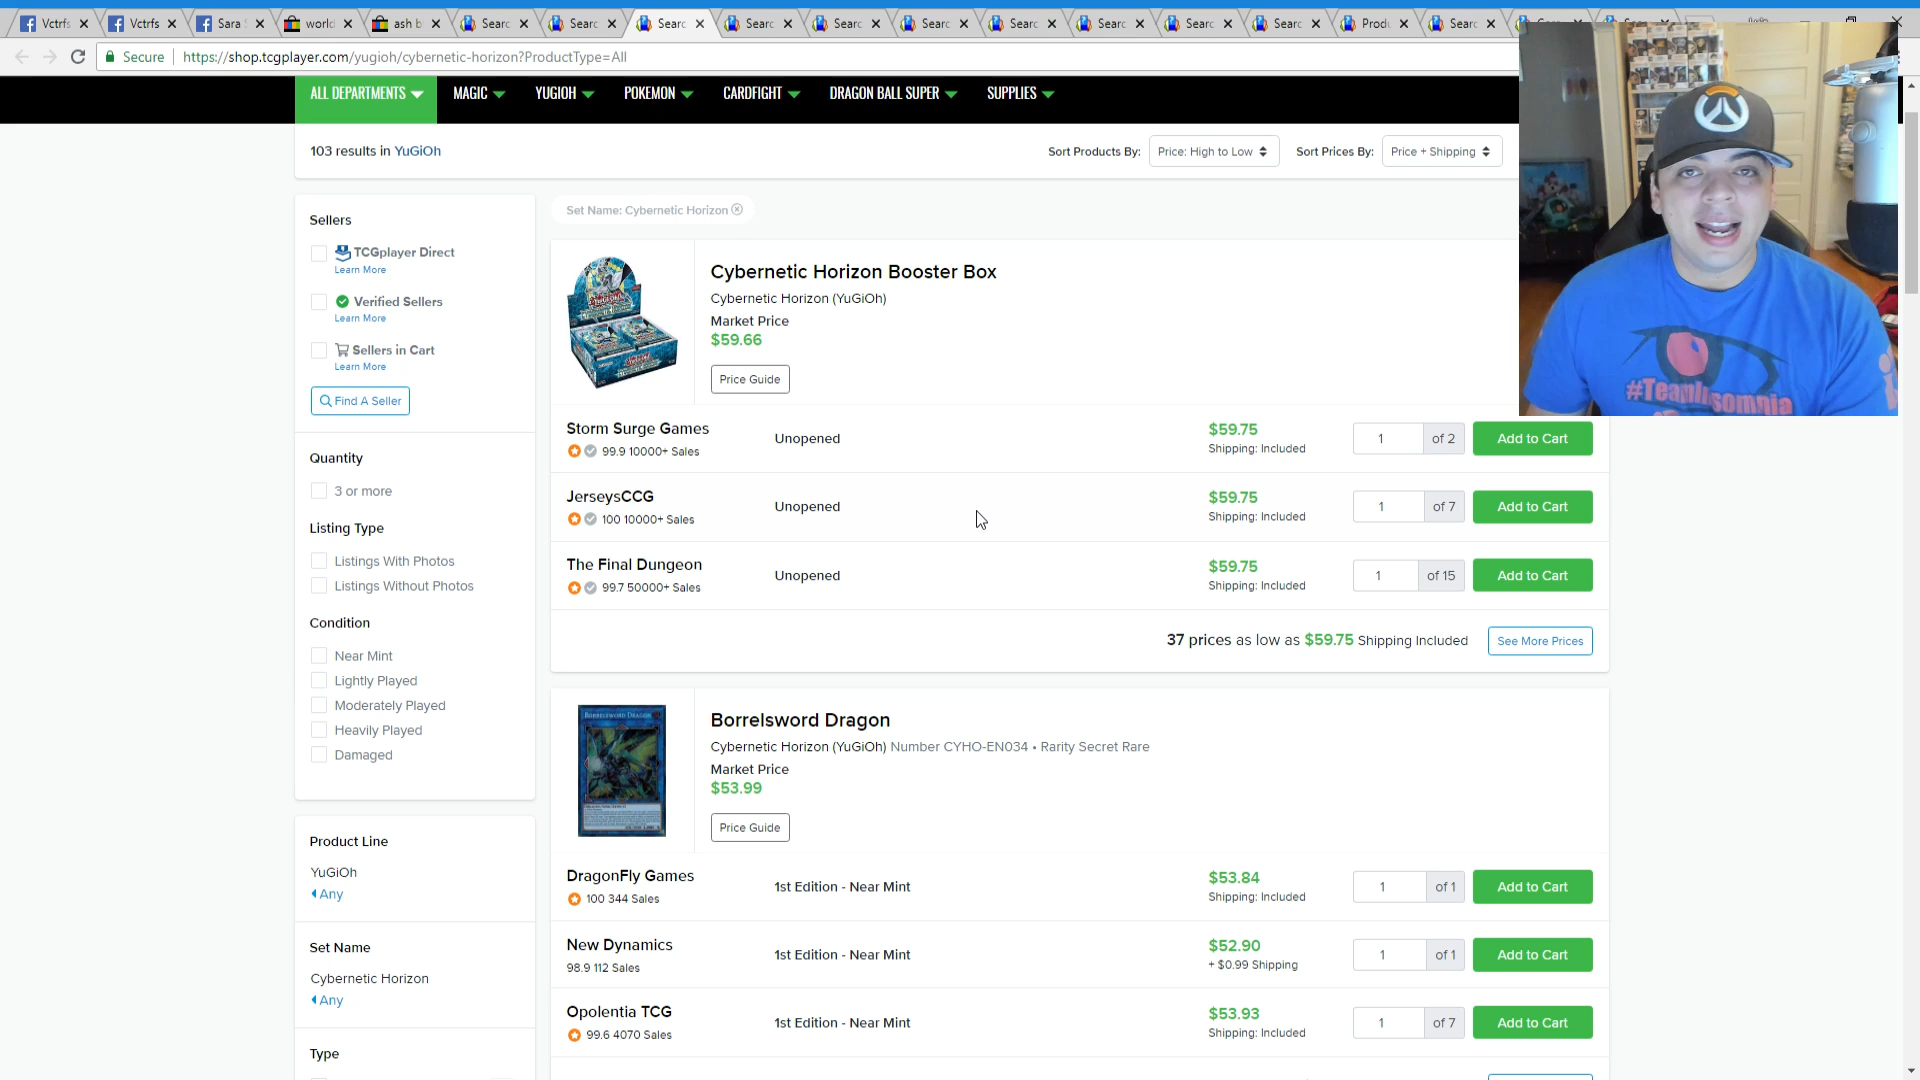 Vctrfs
Vctrfs
Sara
world
ash b
Searc
Searc
Searc
Searc
Searc
Searc
Searc
Searc
Searc
Searc
Produ
Searc
Secure
https://shop.tcgplayer.com/yugioh/cybernetic-horizon?ProductType=All
ALL DEPARTMENTS MAGIC YUGIOH POKEMON CARDFIGHT DRAGON BALL SUPER SUPPLIES
103 results in YuGiOh
Sort Products By: Price: High to Low Sort Prices By: Price + Shipping
Sellers
TCGplayer Direct
Learn More
Verified Sellers
Learn More
Sellers in Cart
Learn More
Find A Seller
Quantity
3 or more
Listing Type
Listings With Photos
Listings Without Photos
Condition
Near Mint
Lightly Played
Moderately Played
Heavily Played
Damaged
Product Line
YuGiOh
Any
Set Name
Cybernetic Horizon
Any
Type
Set Name: Cybernetic Horizon
Cybernetic Horizon Booster Box
Cybernetic Horizon (YuGiOh)
Market Price
$59.66
Price Guide
Storm Surge Games
99.9 10000+ Sales
Unopened
$59.75
Shipping: Included
1 of 2
Add to Cart
JerseysCCG
100 10000+ Sales
Unopened
$59.75
Shipping: Included
1 of 7
Add to Cart
The Final Dungeon
99.7 50000+ Sales
Unopened
$59.75
Shipping: Included
1 of 15
Add to Cart
37 prices as low as $59.75 Shipping Included
See More Prices
Borrelsword Dragon
Cybernetic Horizon (YuGiOh) Number CYHO-EN034 • Rarity Secret Rare
Market Price
$53.99
Price Guide
DragonFly Games
100 344 Sales
1st Edition - Near Mint
$53.84
Shipping: Included
1 of 1
Add to Cart
New Dynamics
98.9 112 Sales
1st Edition - Near Mint
$52.90
+ $0.99 Shipping
1 of 1
Add to Cart
Opolentia TCG
99.6 4070 Sales
1st Edition - Near Mint
$53.93
Shipping: Included
1 of 7
Add to Cart
#TeamInsomnia